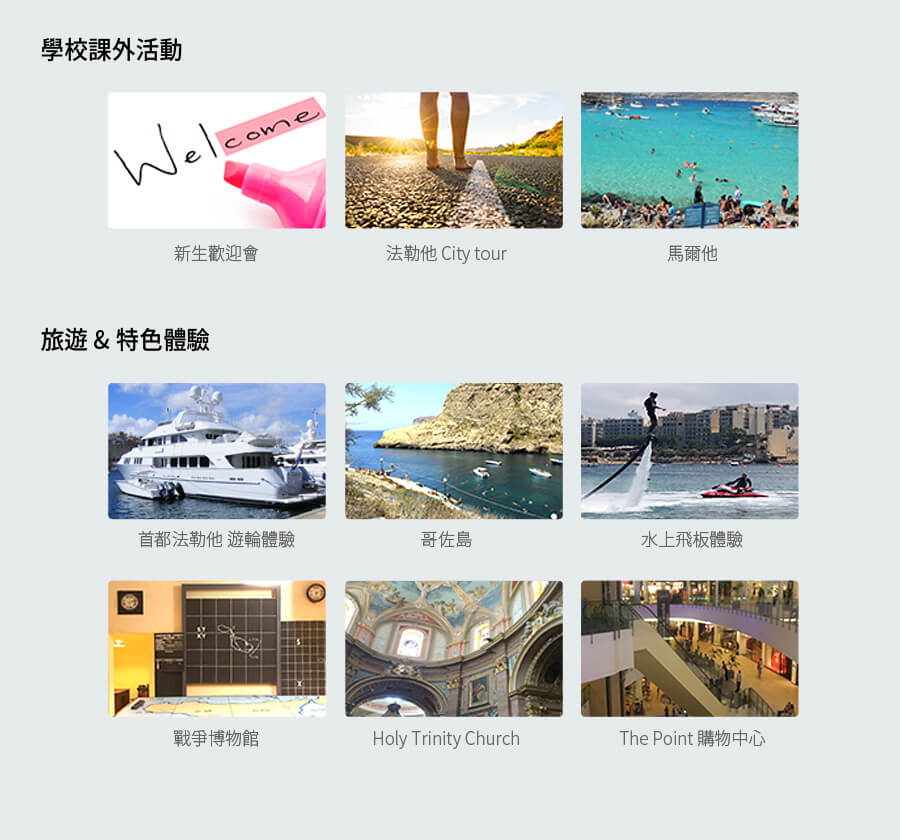 學校課外活動
Welcome
新生歡迎會
法勒他 City tour
馬爾他
旅遊 & 特色體驗
首都法勒他 遊輪體驗
哥佐島
水上飛板體驗
戰爭博物館
Holy Trinity Church
The Point 購物中心